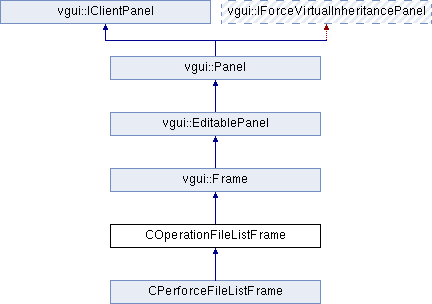 vgui::IClientPanel
vgui::IForceVirtualInheritancePanel
vgui::Panel
vgui::EditablePanel
vgui::Frame
COperationFileListFrame
CPerforceFileListFrame